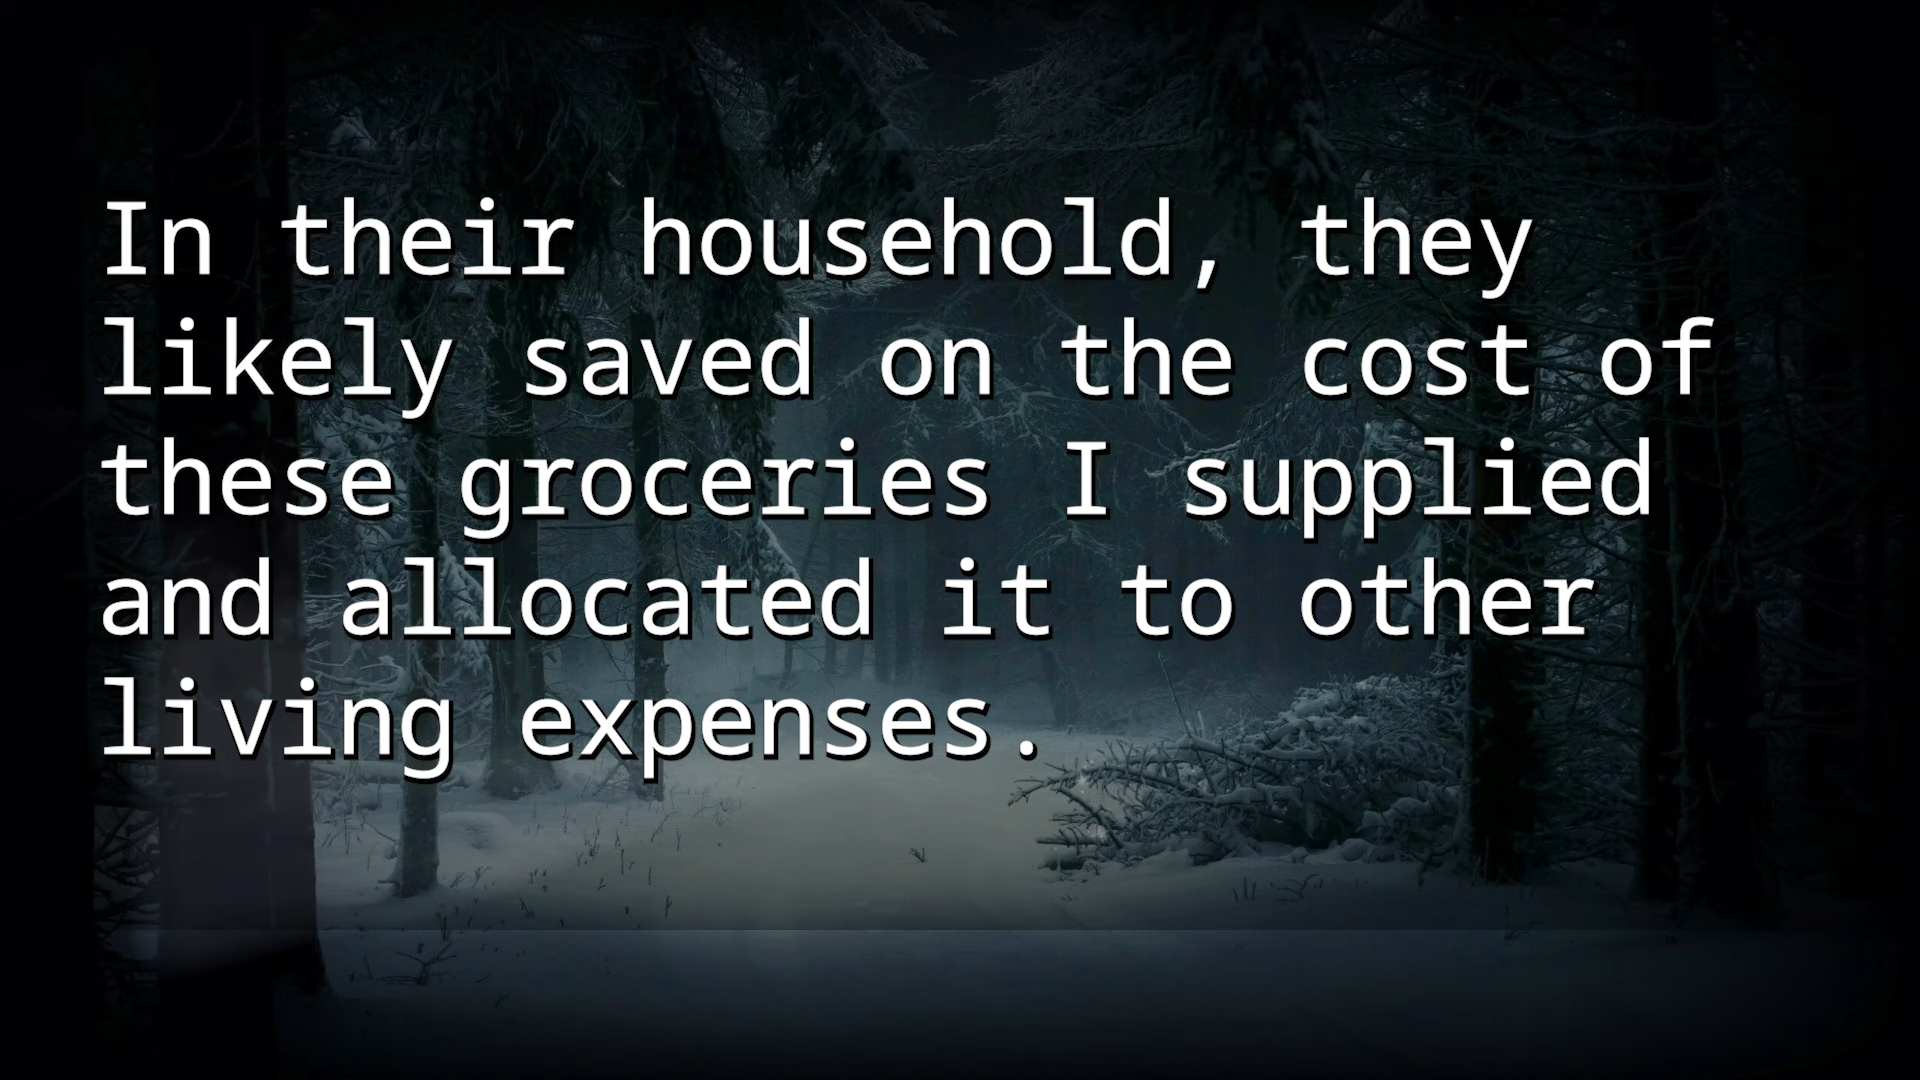 In their household, they
likely saved on the cost of
these groceries I supplied
and allocated it to other
living expenses.